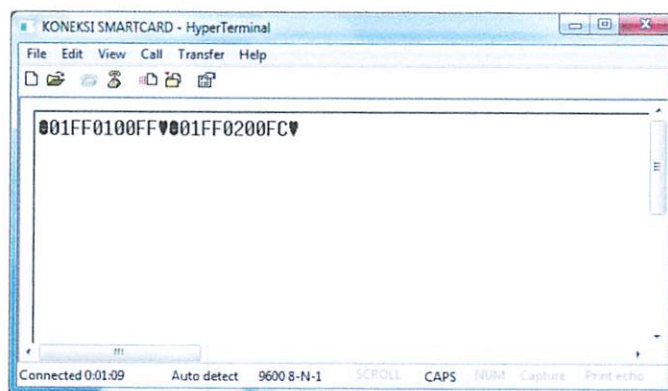 KONEKSI SMARTCARD - HyperTerminal
File Edit View Call Transfer Help
☻01FF0100FF♥☻01FF0200FC♥
Connected 0:01:09 Auto detect 9600 8-N-1 SCROLL CAPS NUM Capture Print echo